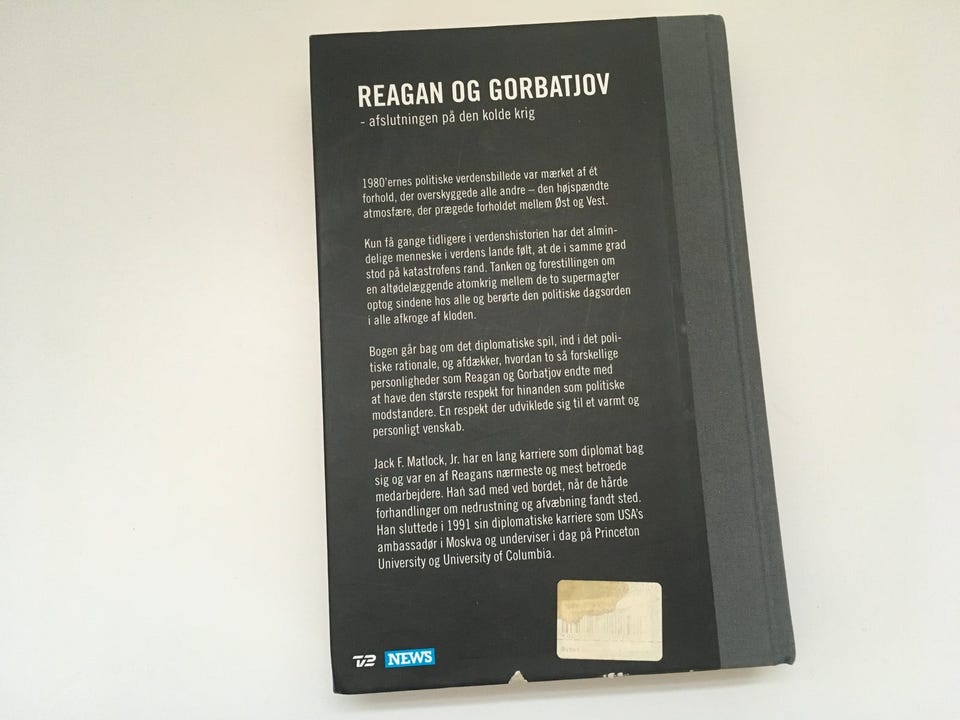 REAGAN OG GORBATJOV
- afslutningen på den kolde krig
1980'ernes politiske verdensbillede var mærket af ét
forhold, der overskyggede alle andre – den højspændte
atmosfære, der prægede forholdet mellem Øst og Vest.
Kun få gange tidligere i verdenshistorien har det almin-
delige menneske i verdens lande følt, at de i samme grad
stod på katastrofens rand. Tanken og forestillingen om
en altødelæggende atomkrig mellem de to supermagter
optog sindene hos alle og berørte den politiske dagsorden
i alle afkroge af kloden.
Bogen går bag om det diplomatiske spil, ind i det poli-
tiske rationale, og afdækker, hvordan to så forskellige
personligheder som Reagan og Gorbatjov endte med
at have den største respekt for hinanden som politiske
modstandere. En respekt der udviklede sig til et varmt og
personligt venskab.
Jack F. Matlock, Jr. har en lang karriere som diplomat bag
sig og var en af Reagans nærmeste og mest betroede
medarbejdere. Han sad med ved bordet, når de hårde
forhandlinger om nedrustning og afvæbning fandt sted.
Han sluttede i 1991 sin diplomatiske karriere som USA's
ambassadør i Moskva og underviser i dag på Princeton
University og University of Columbia.
TV2 NEWS